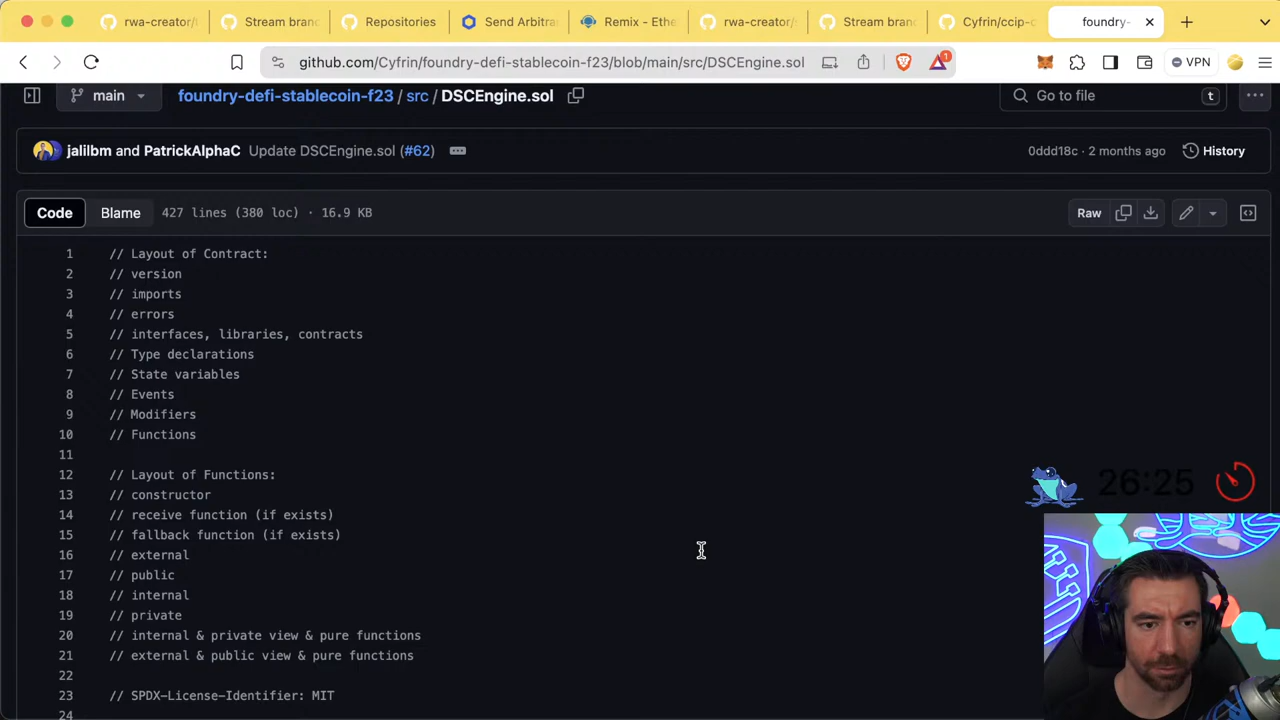 rwa-creator/
Stream branc
Repositories
Send Arbitra
Remix - Ethe
rwa-creator/
Stream branc
Cyfrin/ccip-c
foundry-
github.com/Cyfrin/foundry-defi-stablecoin-f23/blob/main/src/DSCEngine.sol
1
VPN
main
foundry-defi-stablecoin-f23 / src / DSCEngine.sol
Go to file
t
jalilbm and PatrickAlphaC Update DSCEngine.sol (#62)
0ddd18c · 2 months ago
History
Code
Blame
427 lines (380 loc) · 16.9 KB
Raw
1 // Layout of Contract:
2 // version
3 // imports
4 // errors
5 // interfaces, libraries, contracts
6 // Type declarations
7 // State variables
8 // Events
9 // Modifiers
10 // Functions
11
12 // Layout of Functions:
13 // constructor
14 // receive function (if exists)
15 // fallback function (if exists)
16 // external
17 // public
18 // internal
19 // private
20 // internal & private view & pure functions
21 // external & public view & pure functions
22
23 // SPDX-License-Identifier: MIT
24
26:25